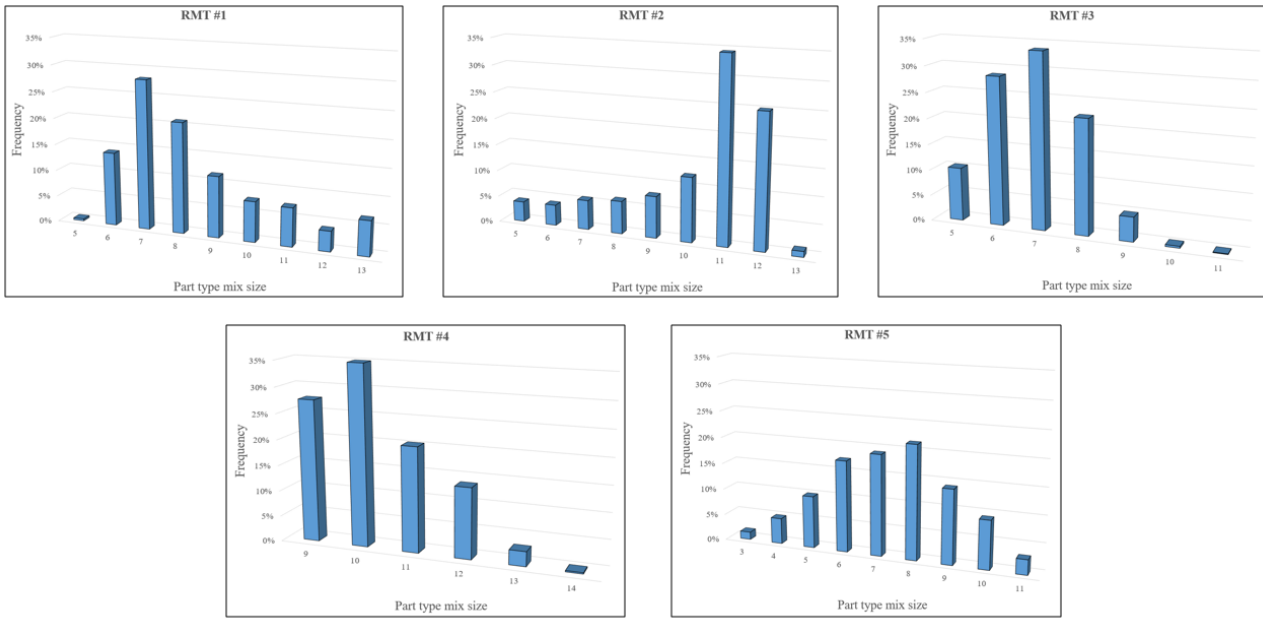 RMT #1
35%
30%
25%
20%
15%
10%
5%
0%
Frequency
5 6 7 8 9 10 11 12 13
Part type mix size
RMT #2
35%
30%
25%
20%
15%
10%
5%
0%
Frequency
5 6 7 8 9 10 11 12 13
Part type mix size
RMT #3
35%
30%
25%
20%
15%
10%
5%
0%
Frequency
5 6 7 8 9 10 11
Part type mix size
RMT #4
35%
30%
25%
20%
15%
10%
5%
0%
Frequency
9 10 11 12 13 14
Part type mix size
RMT #5
35%
30%
25%
20%
15%
10%
5%
0%
Frequency
3 4 5 6 7 8 9 10 11
Part type mix size